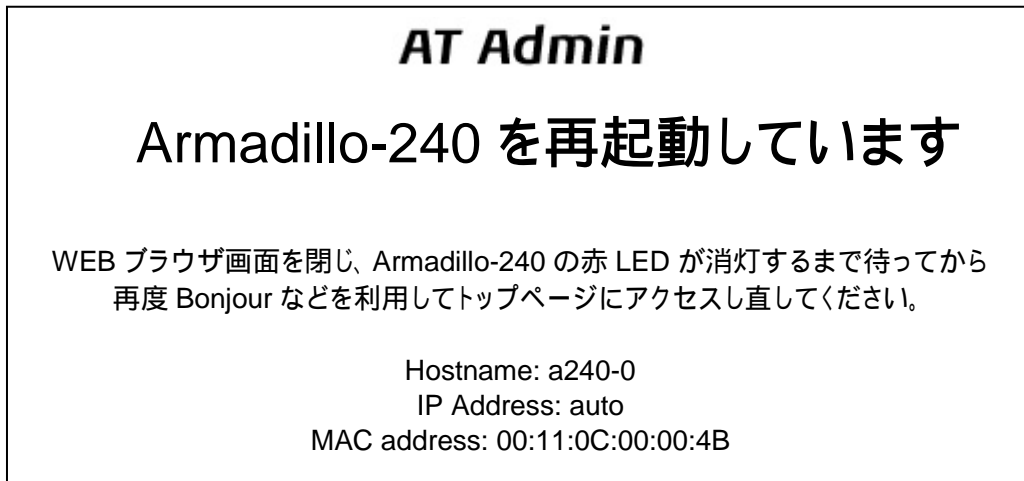 AT Admin
Armadillo-240 を再起動しています
WEB ブラウザ画面を閉じ、Armadillo-240 の赤 LED が消灯するまで待ってから
再度 Bonjour などを利用してトップページにアクセスし直してください。
Hostname: a240-0
IP Address: auto
MAC address: 00:11:0C:00:00:4B